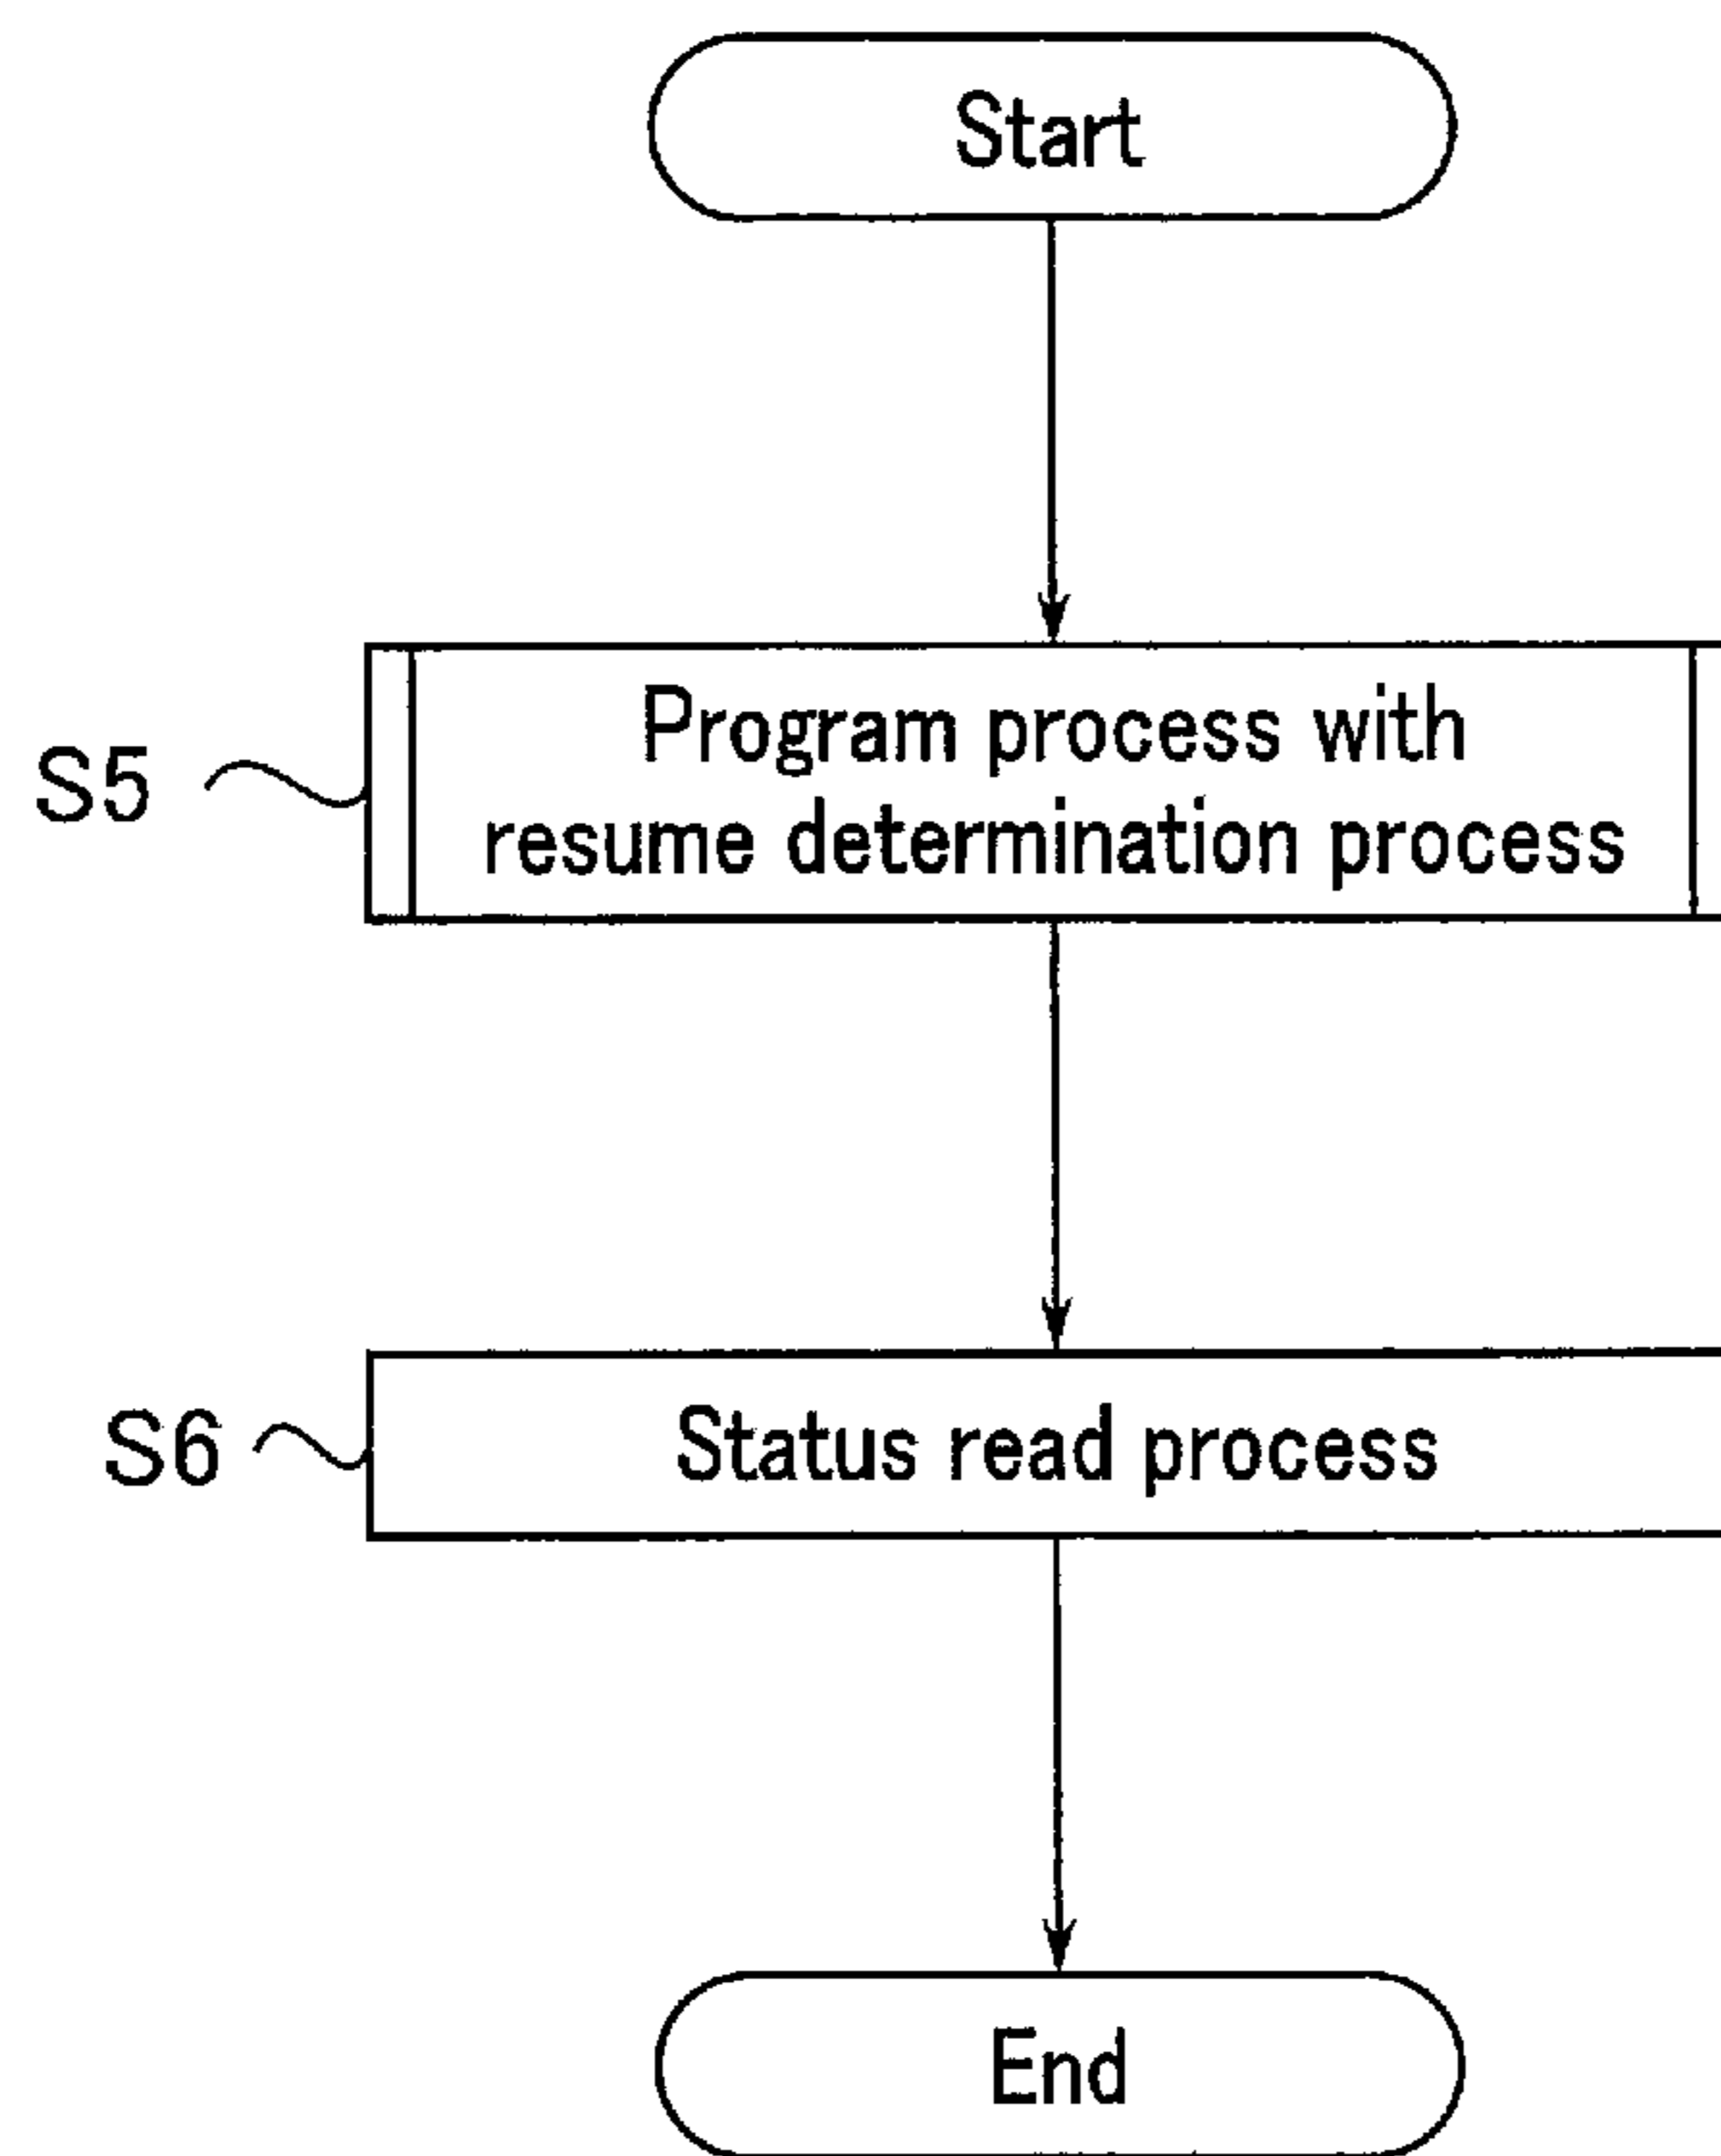 Start
S5
Program process with
resume determination process
S6
Status read process
End